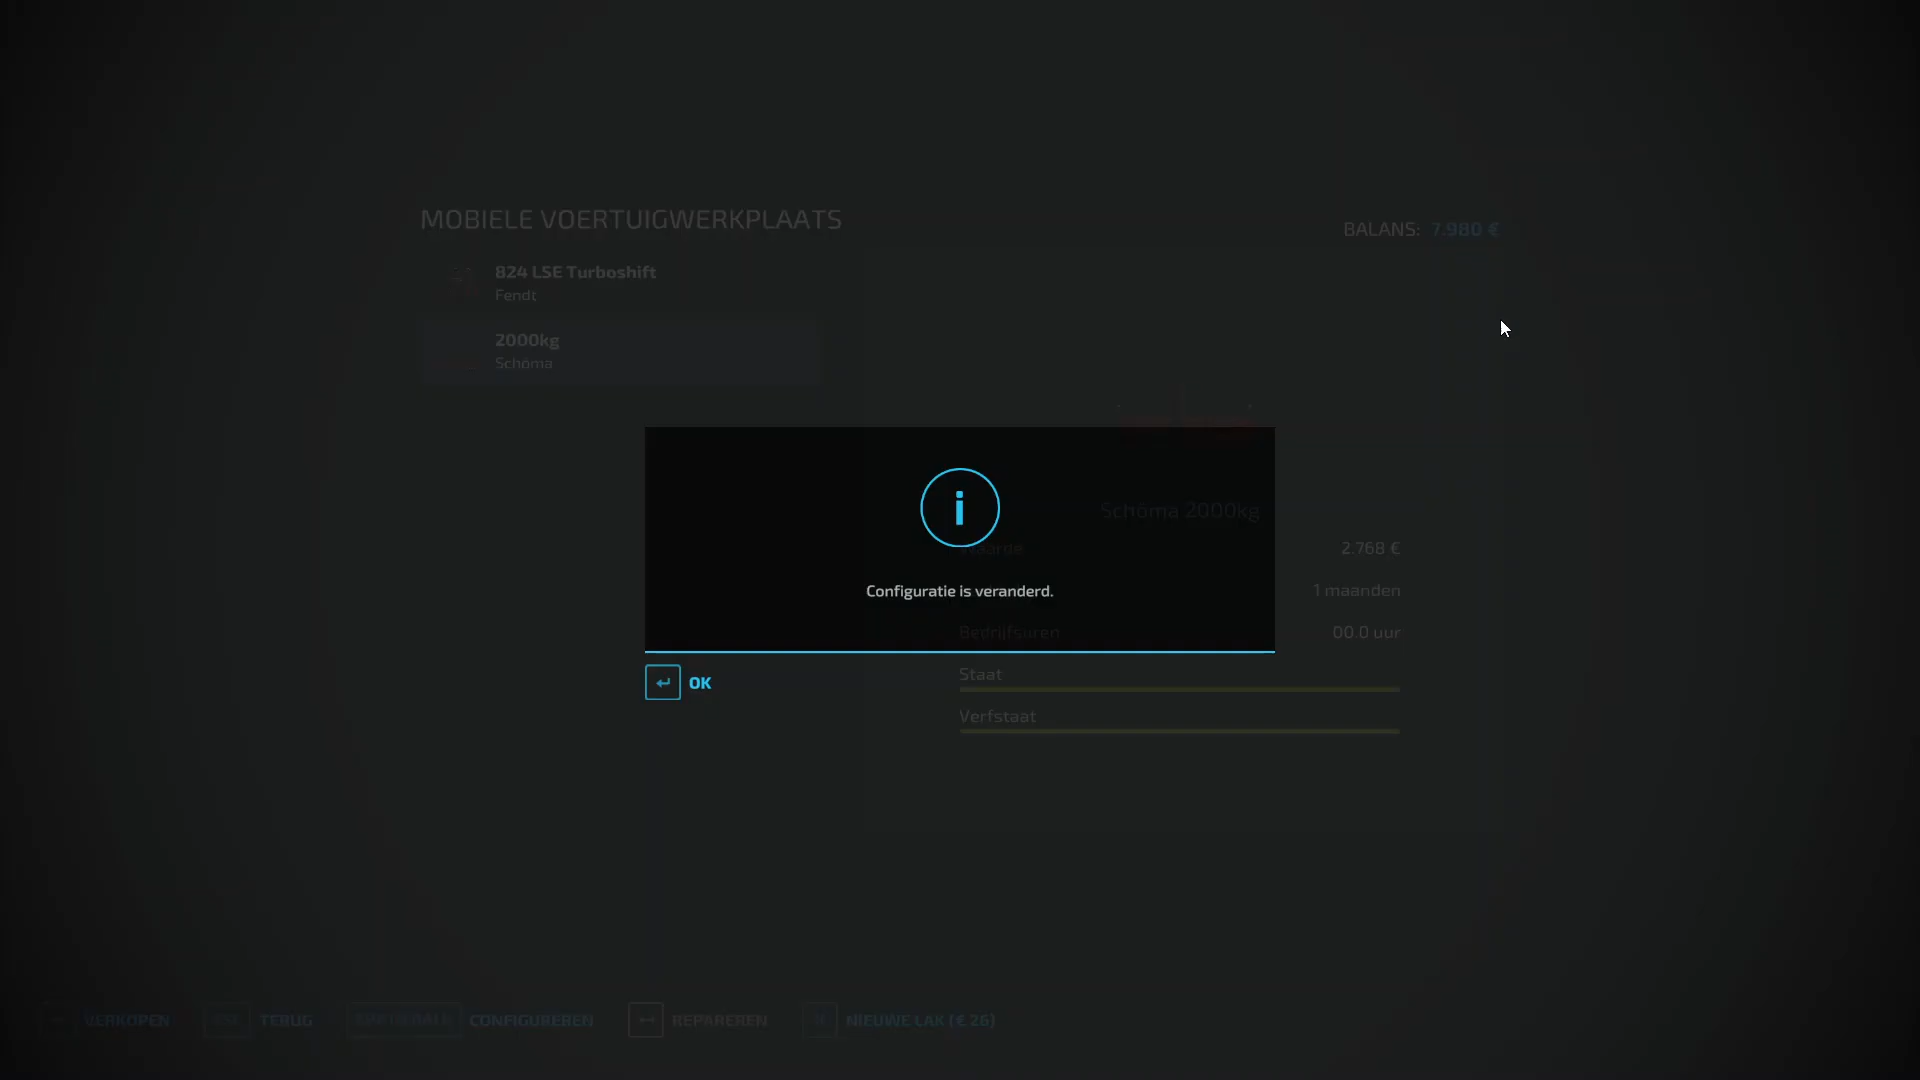 MOBIELE VOERTUIGWERKPLAATS
BALANS: 7.980 €
824 LSE Turboshift
Fendt
2000kg
Schöma
Schöma 2000kg
Waarde 2.768 €
Configuratie is veranderd.
1 maanden
Bedrijfsuren 00.0 uur
OK
Staat
Verfstaat
VERKOPEN ESC TERUG CONFIGUREREN REPAREREN NIEUWE LAK (€ 26)